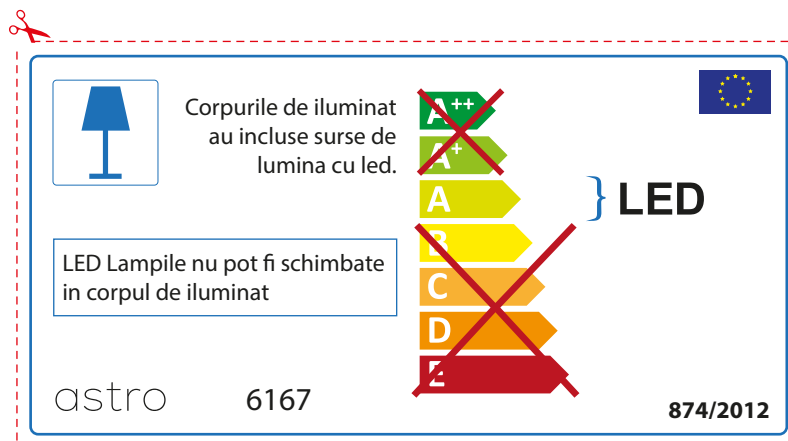 Corpurile de iluminat
au incluse surse de
lumina cu led.
LED Lampile nu pot fi schimbate
in corpul de iluminat
A++
A+
A
B
C
D
E
LED
astro
6167
874/2012